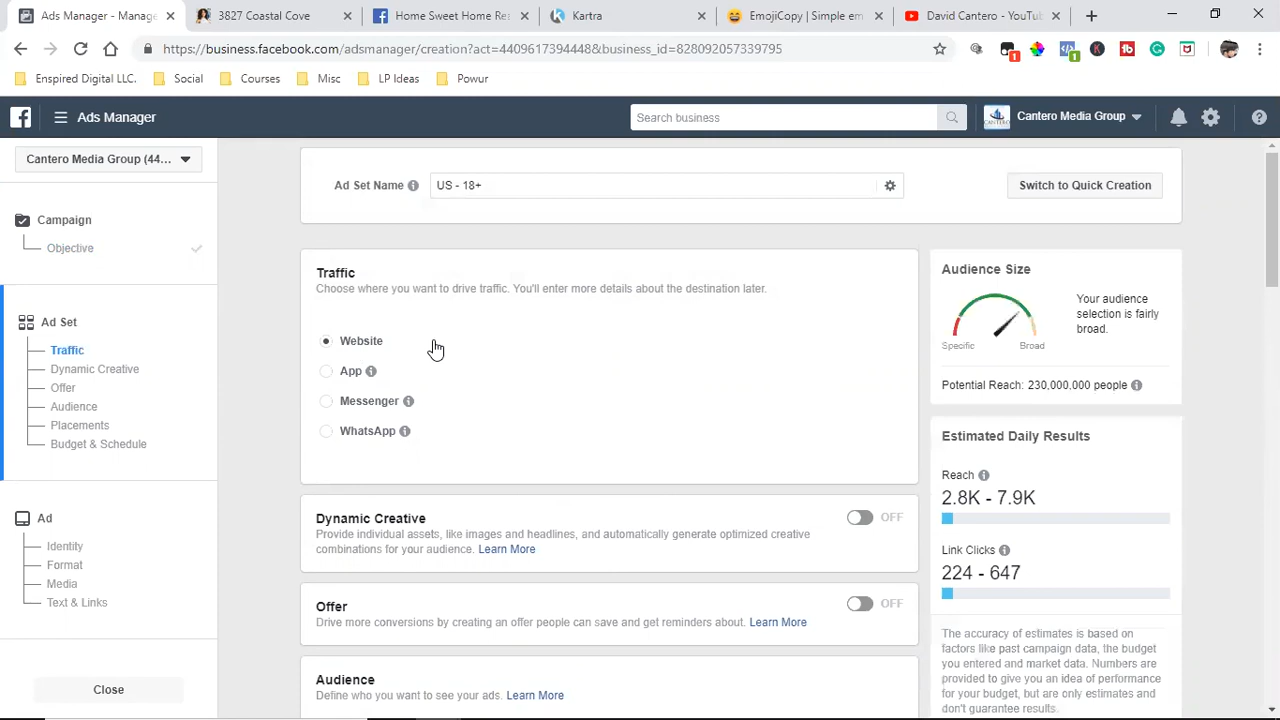 Ads Manager - Manage
3827 Coastal Cove
Home Sweet Home Re
Kartra
EmojiCopy | Simple em
David Cantero - YouTu
https://business.facebook.com/adsmanager/creation?act=4409617394448&business_id=828092057339795
1
1
Enspired Digital LLC.
Social
Courses
Misc
LP Ideas
Powur
Ads Manager
Search business
CANTERO
Cantero Media Group
Cantero Media Group (44...
Ad Set Name
US - 18+
Switch to Quick Creation
Campaign
Objective
Ad Set
Traffic
Dynamic Creative
Offer
Audience
Placements
Budget & Schedule
Ad
Identity
Format
Media
Text & Links
Close
Traffic
Choose where you want to drive traffic. You'll enter more details about the destination later.
Website
App
Messenger
WhatsApp
Dynamic Creative
OFF
Provide individual assets, like images and headlines, and automatically generate optimized creative
combinations for your audience. Learn More
Offer
OFF
Drive more conversions by creating an offer people can save and get reminders about. Learn More
Audience
Define who you want to see your ads. Learn More
Audience Size
Your audience
selection is fairly
broad.
Specific
Broad
Potential Reach: 230,000,000 people
Estimated Daily Results
Reach
2.8K - 7.9K
Link Clicks
224 - 647
The accuracy of estimates is based on
factors like past campaign data, the budget
you entered and market data. Numbers are
provided to give you an idea of performance
for your budget, but are only estimates and
don't guarantee results.